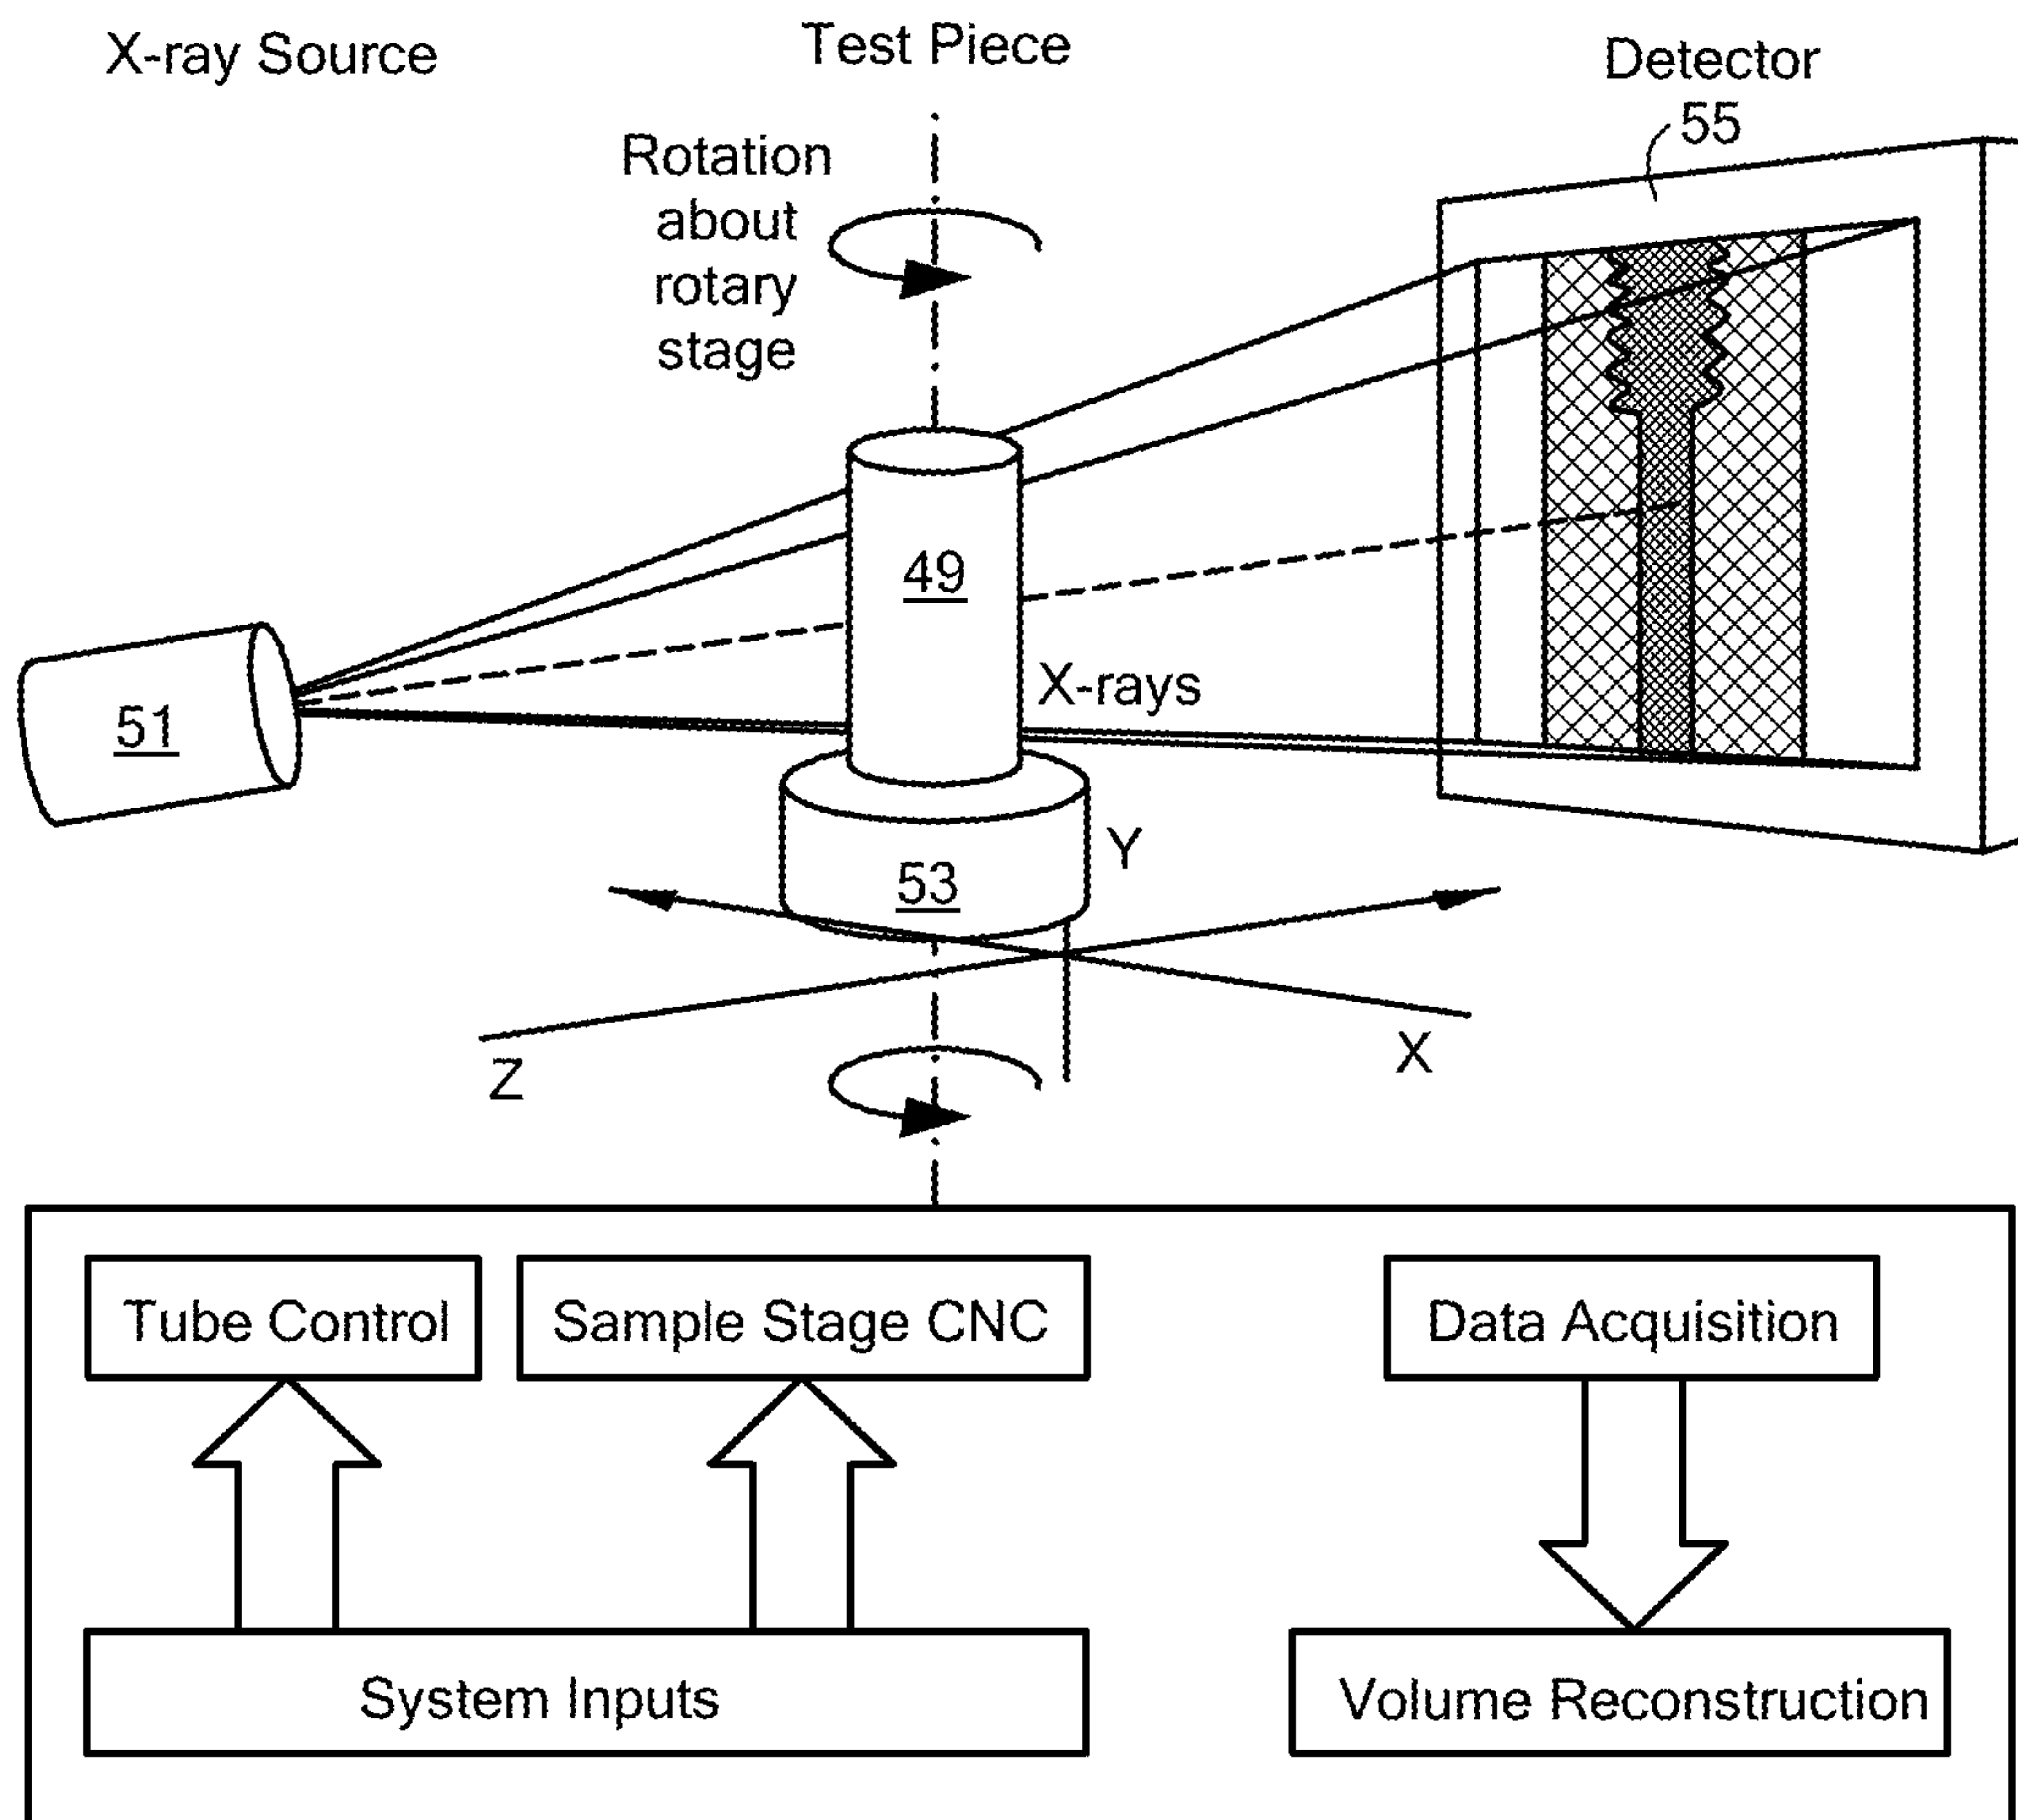 X-ray Source
Test Piece
Detector
55
Rotation
about
rotary
stage
49
51
X-rays
53
Y
Z
X
Tube Control
Sample Stage CNC
Data Acquisition
System Inputs
Volume Reconstruction